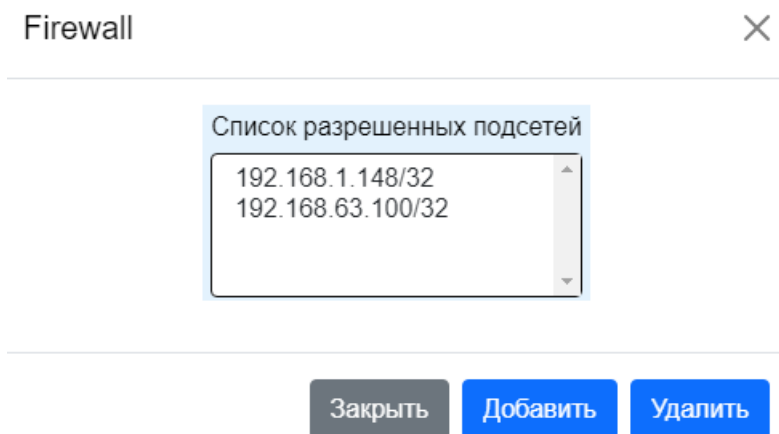 Firewall
Список разрешенных подсетей
192.168.1.148/32
192.168.63.100/32
Закрыть Добавить Удалить